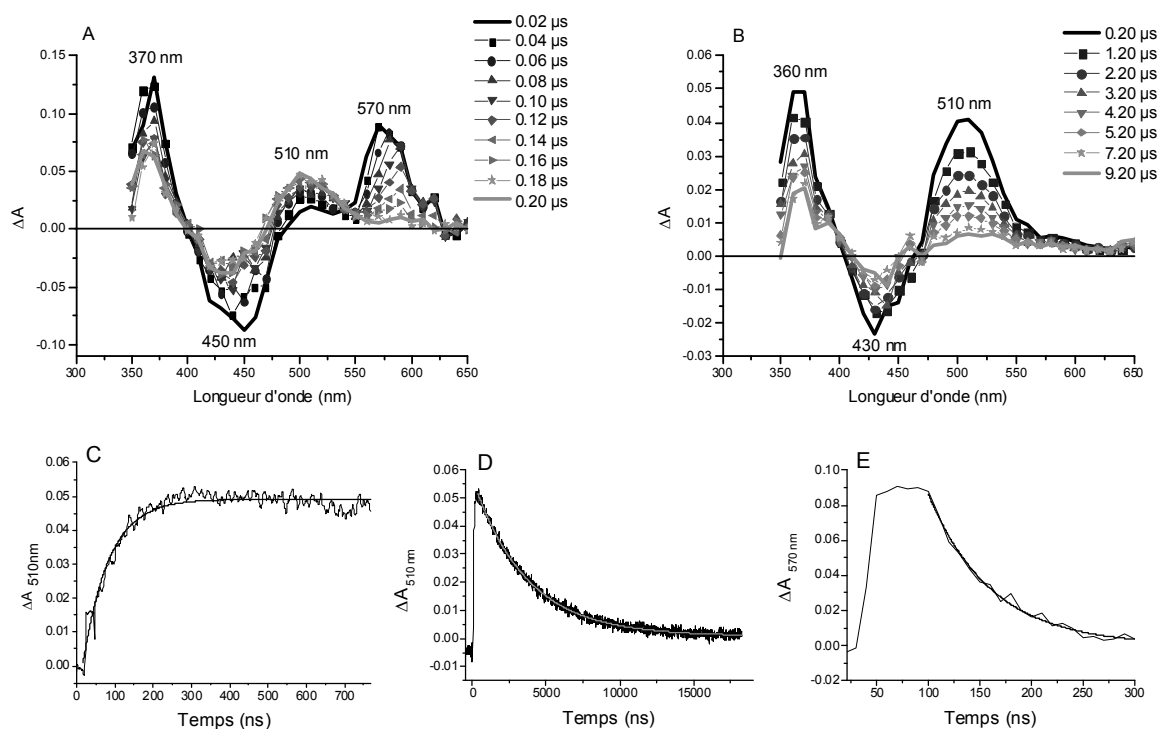 A
0.02 µs
0.04 µs
0.06 µs
0.08 µs
0.10 µs
0.12 µs
0.14 µs
0.16 µs
0.18 µs
0.20 µs
370 nm
570 nm
510 nm
450 nm
ΔA
0.15
0.10
0.05
0.00
-0.05
-0.10
300 350 400 450 500 550 600 650
Longueur d'onde (nm)
B
0.20 µs
1.20 µs
2.20 µs
3.20 µs
4.20 µs
5.20 µs
7.20 µs
9.20 µs
360 nm
510 nm
430 nm
ΔA
0.06
0.05
0.04
0.03
0.02
0.01
0.00
-0.01
-0.02
-0.03
300 350 400 450 500 550 600 650
Longueur d'onde (nm)
C
ΔA 510nm
0.06
0.05
0.04
0.03
0.02
0.01
0.00
0 100 200 300 400 500 600 700
Temps (ns)
D
ΔA 510 nm
0.06
0.05
0.04
0.03
0.02
0.01
0.00
-0.01
0 5000 10000 15000
Temps (ns)
E
ΔA 570 nm
0.10
0.08
0.06
0.04
0.02
0.00
-0.02
50 100 150 200 250 300
Temps (ns)